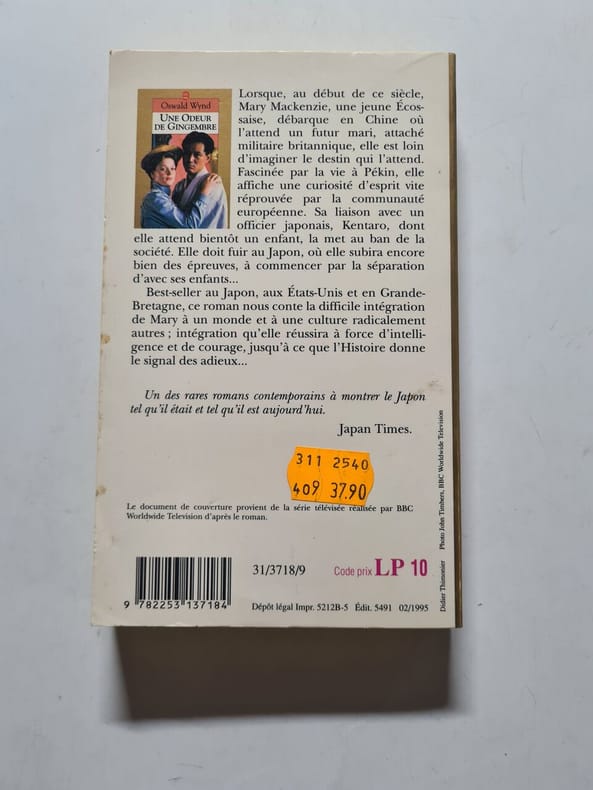 Oswald Wynd
UNE ODEUR
DE GINGEMBRE
Lorsque, au début de ce siècle,
Mary Mackenzie, une jeune Écos-
saise, débarque en Chine où
l'attend un futur mari, attaché
militaire britannique, elle est loin
d'imaginer le destin qui l'attend.
Fascinée par la vie à Pékin, elle
affiche une curiosité d'esprit vite
réprouvée par la communauté
européenne. Sa liaison avec un
officier japonais, Kentaro, dont
elle attend bientôt un enfant, la met au ban de la
société. Elle doit fuir au Japon, où elle subira encore
bien des épreuves, à commencer par la séparation
d'avec ses enfants...
Best-seller au Japon, aux États-Unis et en Grande-
Bretagne, ce roman nous conte la difficile intégration
de Mary à un monde et à une culture radicalement
autres ; intégration qu'elle réussira à force d'intelli-
gence et de courage, jusqu'à ce que l'Histoire donne
le signal des adieux...
Un des rares romans contemporains à montrer le Japon
tel qu'il était et tel qu'il est aujourd'hui.
Japan Times.
311 2540
409 37.90
Le document de couverture provient de la série télévisée réalisée par BBC
Worldwide Television d'après le roman.
31/3718/9
Code prix LP 10
9 782253 137184
Dépôt légal Impr. 5212B-5 Édit. 5491 02/1995
Didier Thimonier Photo John Timbers, BBC Worldwide Television